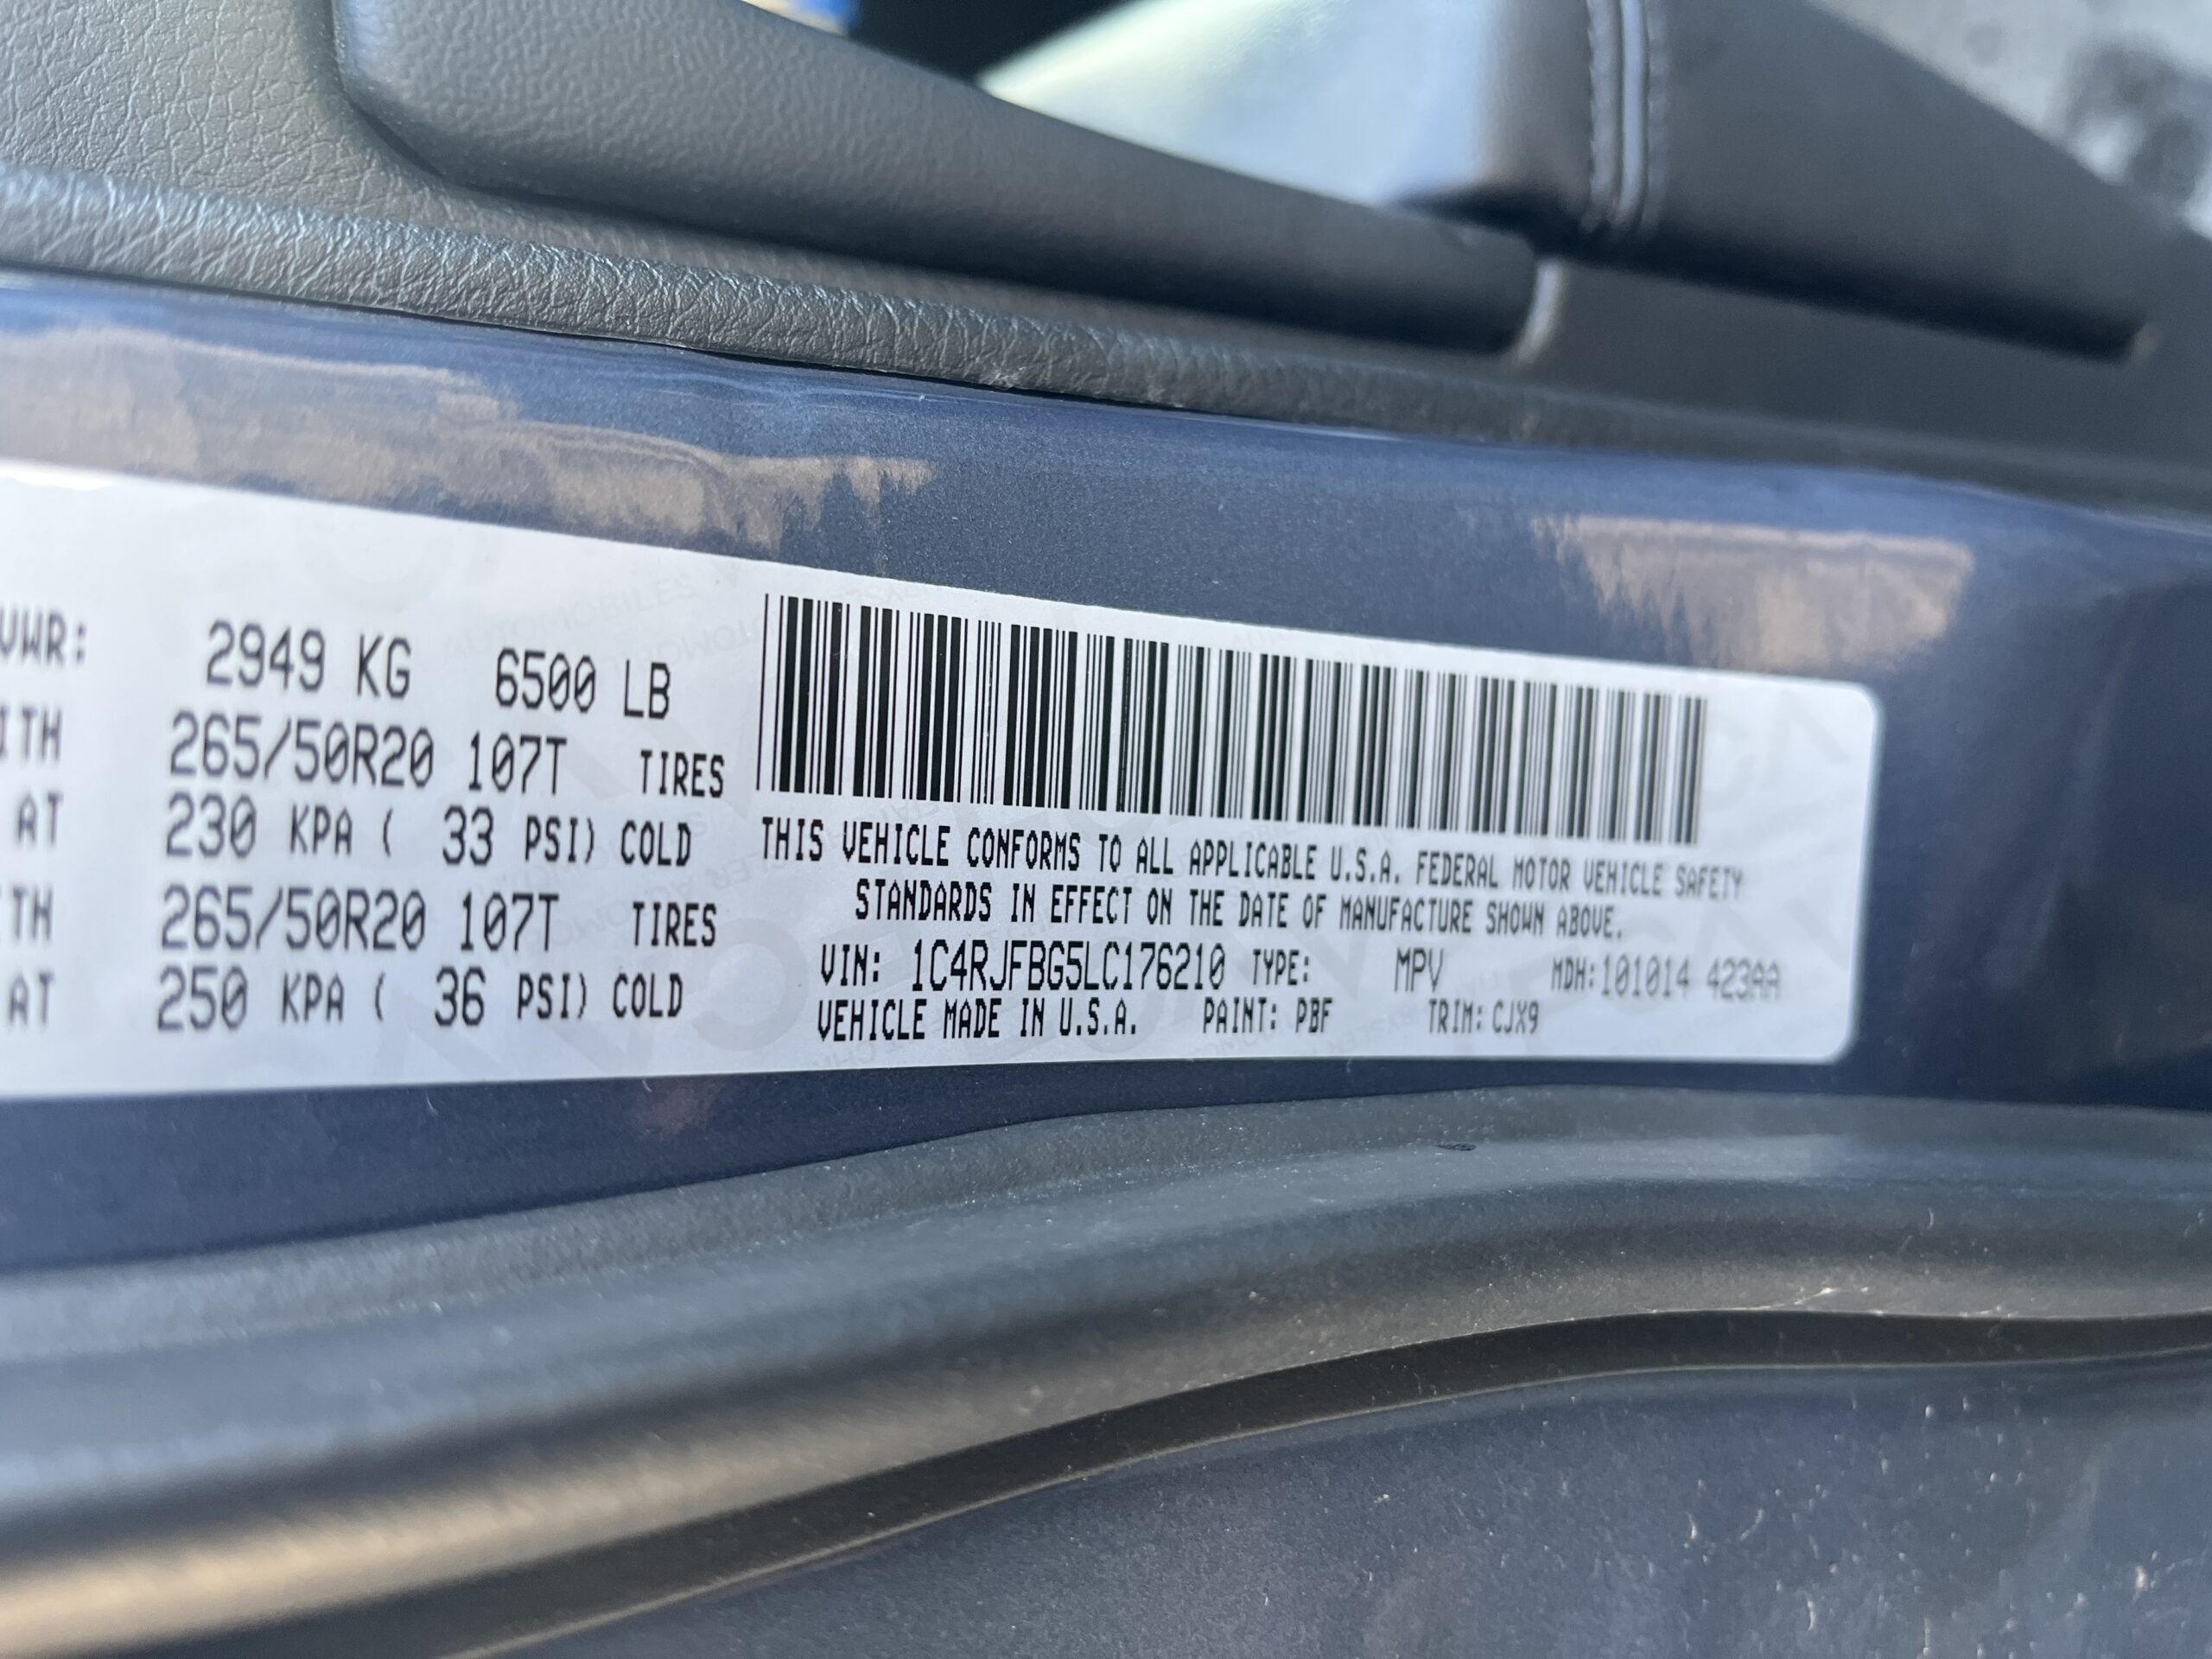 VWR: 2949 KG 6500 LB
ITH 265/50R20 107T TIRES
AT 230 KPA ( 33 PSI) COLD
ITH 265/50R20 107T TIRES
AT 250 KPA ( 36 PSI) COLD
THIS VEHICLE CONFORMS TO ALL APPLICABLE U.S.A. FEDERAL MOTOR VEHICLE SAFETY
STANDARDS IN EFFECT ON THE DATE OF MANUFACTURE SHOWN ABOVE.
VIN: 1C4RJFBG5LC176210 TYPE: MPV MDH:101014 423AA
VEHICLE MADE IN U.S.A. PAINT: PBF TRIM: CJX9